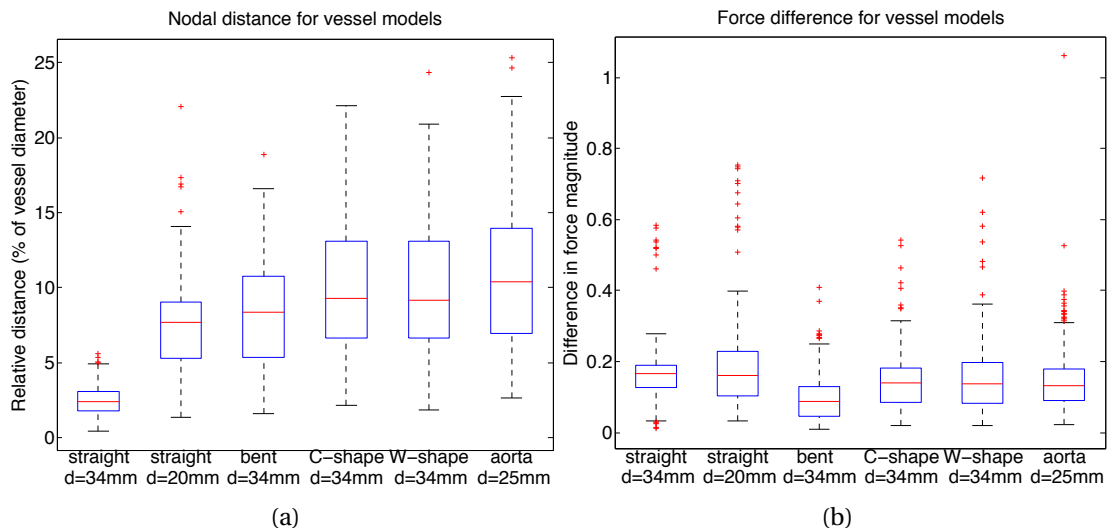 Nodal distance for vessel models
Relative distance (% of vessel diameter)
25
20
15
10
5
0
straight straight bent C−shape W−shape aorta
d=34mm d=20mm d=34mm d=34mm d=34mm d=25mm
(a)
Force difference for vessel models
Difference in force magnitude
1
0.8
0.6
0.4
0.2
0
straight straight bent C−shape W−shape aorta
d=34mm d=20mm d=34mm d=34mm d=34mm d=25mm
(b)